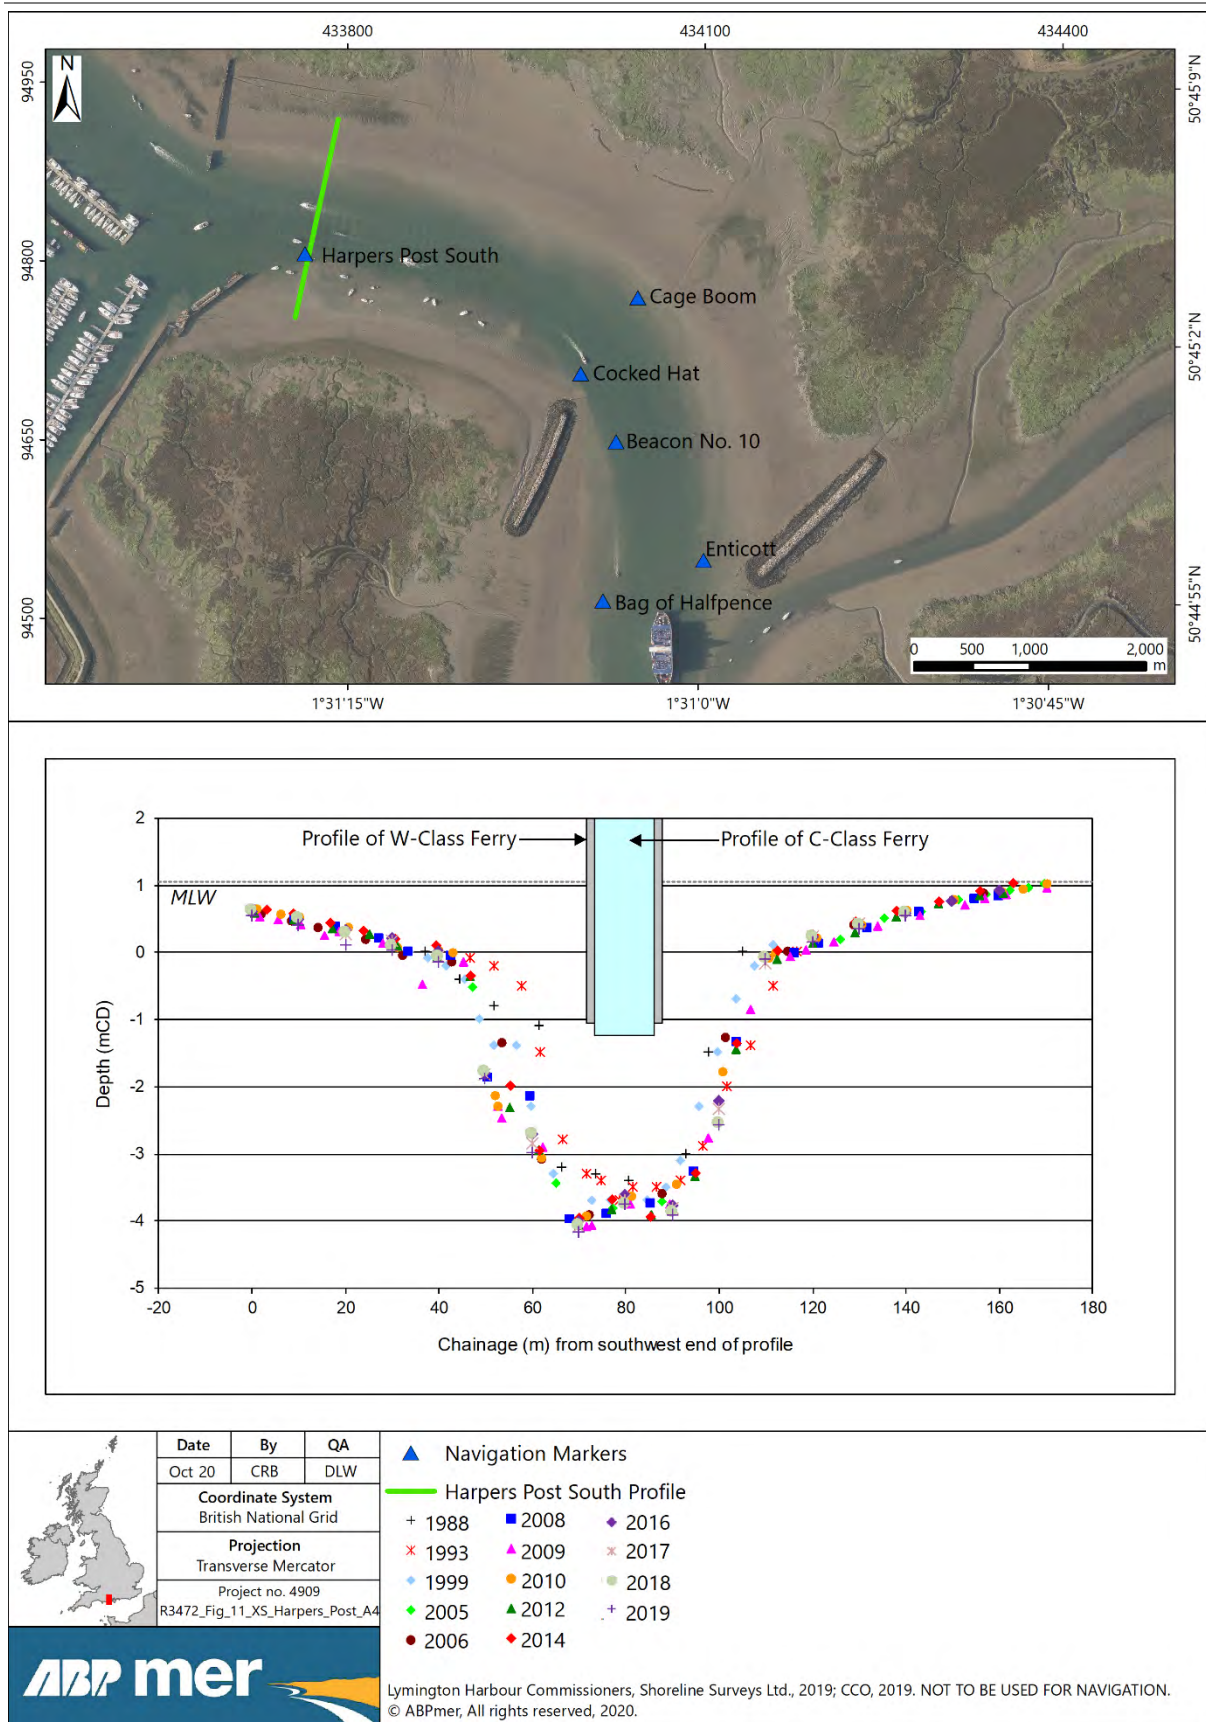 433800 434100 434400
N
94950
94800
94650
94500
50°45'9"N
50°45'2"N
50°44'55"N
Harpers Post South
Cage Boom
Cocked Hat
Beacon No. 10
Enticott
Bag of Halfpence
0 500 1,000 2,000
m
1°31'15"W 1°31'0"W 1°30'45"W
Profile of W-Class Ferry
Profile of C-Class Ferry
MLW
2
1
0
-1
-2
-3
-4
-5
Depth (mCD)
-20 0 20 40 60 80 100 120 140 160 180
Chainage (m) from southwest end of profile
Date By QA
Oct 20 CRB DLW
Coordinate System
British National Grid
Projection
Transverse Mercator
Project no. 4909
R3472_Fig_11_XS_Harpers_Post_A4
ABP mer
Navigation Markers
Harpers Post South Profile
1988 2008 2016
1993 2009 2017
1999 2010 2018
2005 2012 2019
2006 2014
Lymington Harbour Commissioners, Shoreline Surveys Ltd., 2019; CCO, 2019. NOT TO BE USED FOR NAVIGATION.
© ABPmer, All rights reserved, 2020.